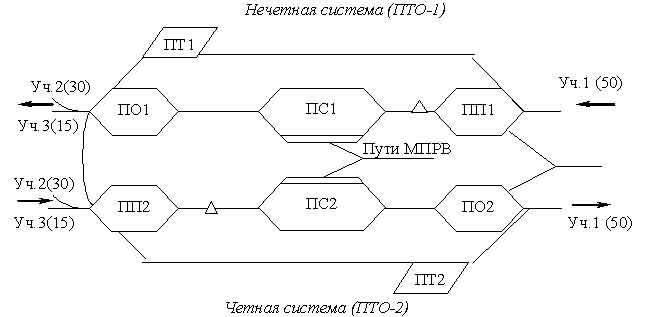 Нечетная система (ПТО-1)
ПТ1
Уч.2(30)
Уч.1 (50)
ПО1
ПС1
ПП1
Уч.3(15)
Пути МПРВ
Уч.2(30)
ПП2
ПС2
ПО2
Уч.3(15)
Уч.1 (50)
ПТ2
Четная система (ПТО-2)